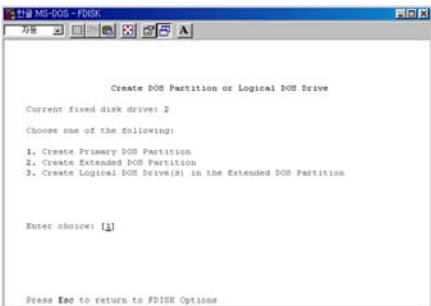 한글 MS-DOS - FDISK
자동
A
Create DOS Partition or Logical DOS Drive
Current fixed disk drive: 2
Choose one of the following:
1. Create Primary DOS Partition
2. Create Extended DOS Partition
3. Create Logical DOS Drive(s) in the Extended DOS Partition
Enter choice: [1]
Press Esc to return to FDISK Options